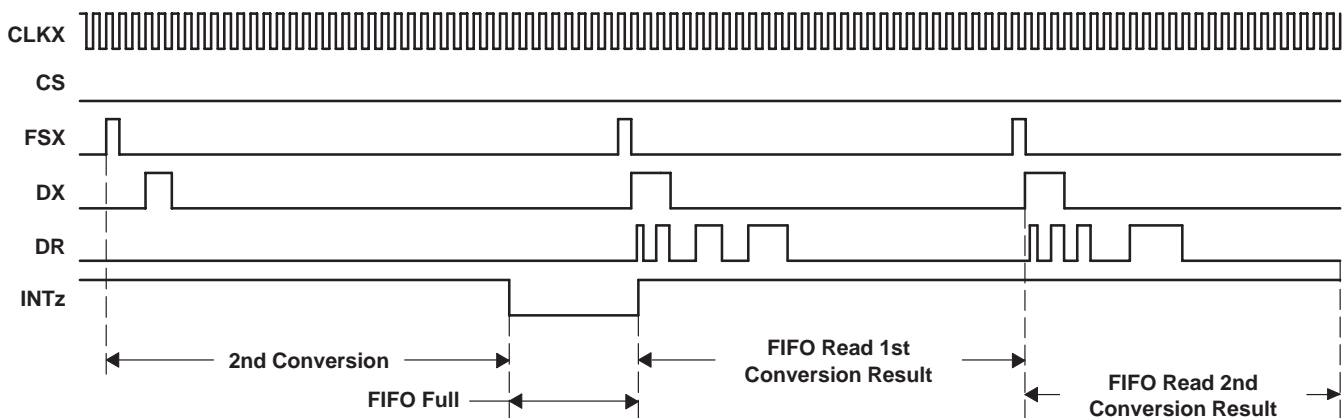 CLKX
CS
FSX
DX
DR
INTz
2nd Conversion
FIFO Full
FIFO Read 1st
Conversion Result
FIFO Read 2nd
Conversion Result